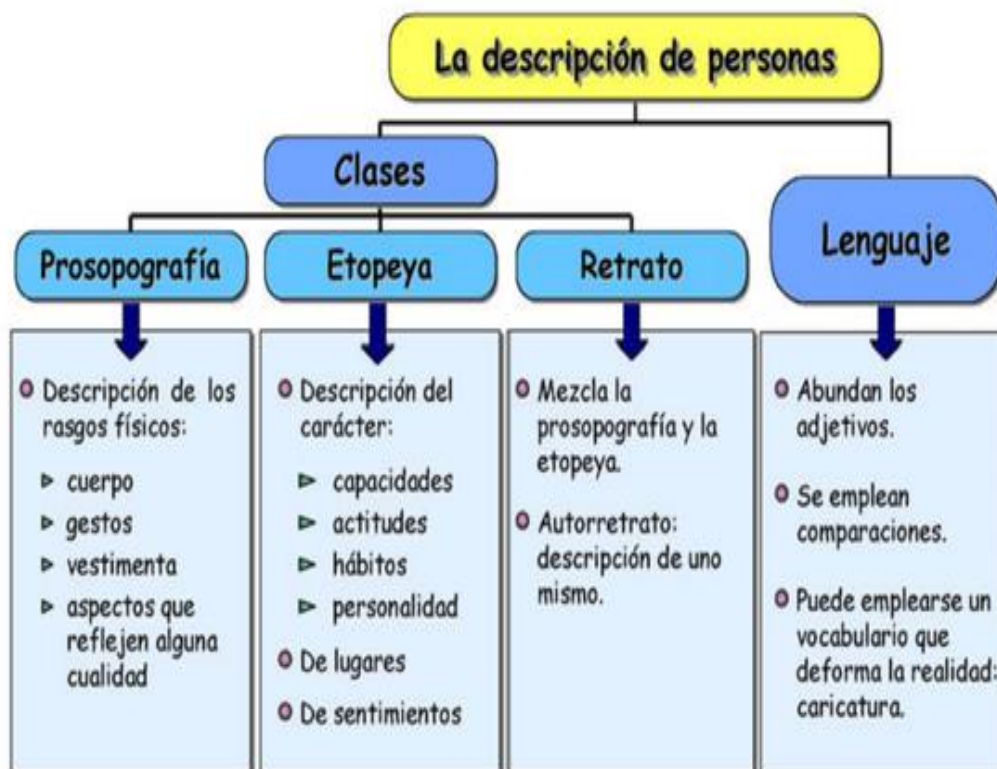 La descripción de personas
Clases
Lenguaje
Prosopografía
Etopeya
Retrato
Descripción de los
rasgos físicos:
cuerpo
gestos
vestimenta
aspectos que
reflejen alguna
cualidad
Descripción del
carácter:
capacidades
actitudes
hábitos
personalidad
De lugares
De sentimientos
Mezcla la
prosopografía y la
etopeya.
Autorretrato:
descripción de uno
mismo.
Abundan los
adjetivos.
Se emplean
comparaciones.
Puede emplearse un
vocabulario que
deforma la realidad:
caricatura.